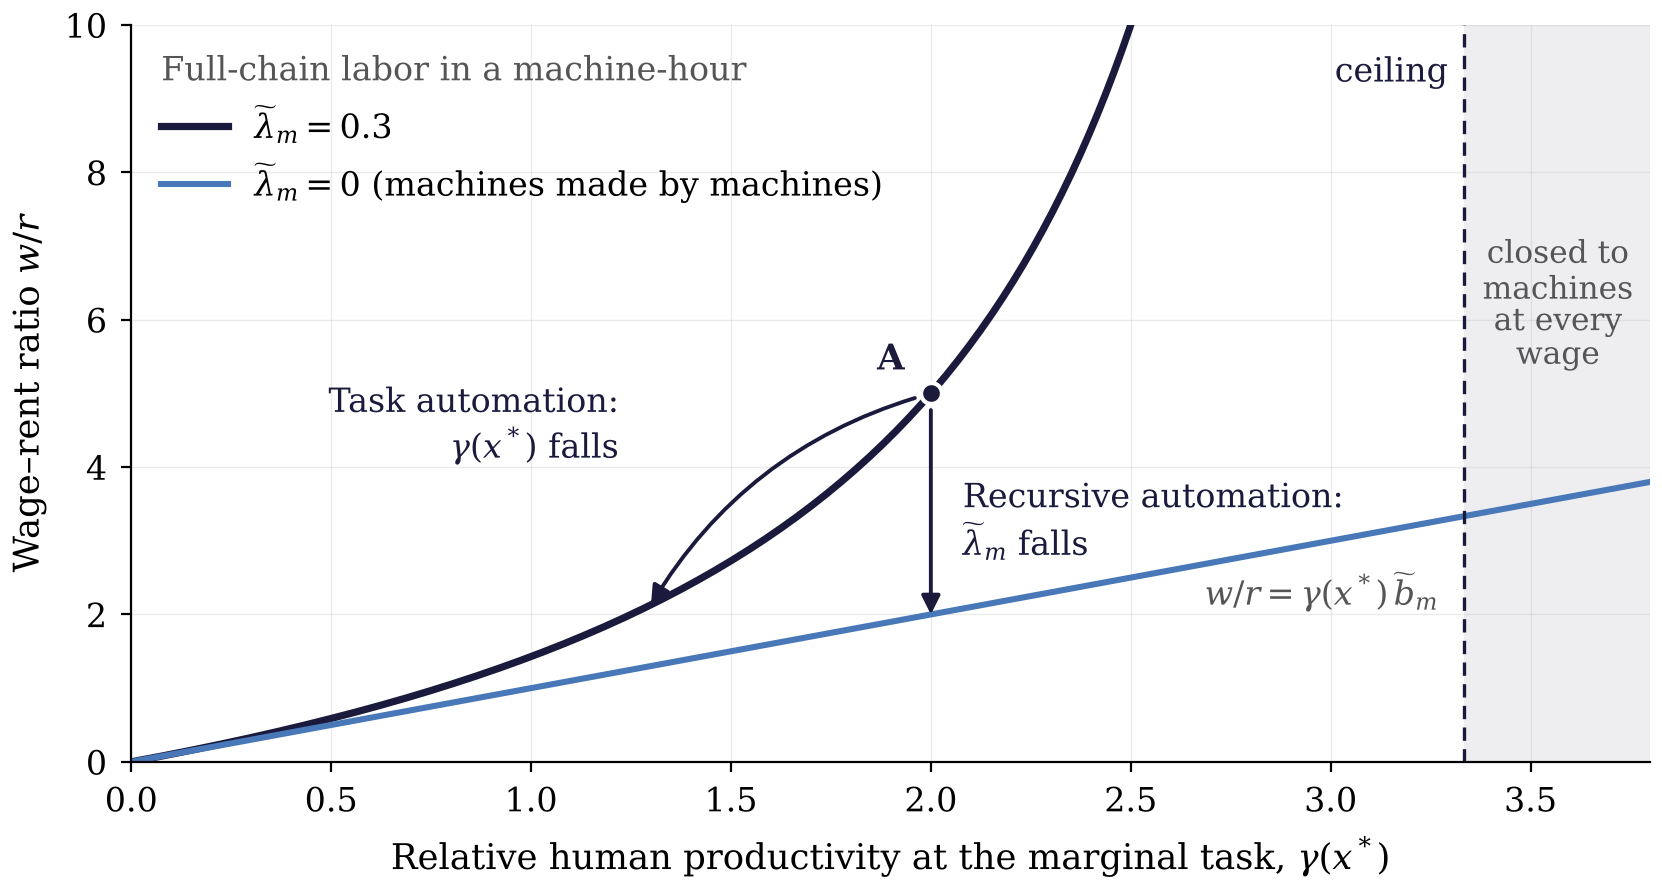 10
8
6
4
2
0
Wage–rent ratio w/r
Full-chain labor in a machine-hour
λ̃ₘ = 0.3
λ̃ₘ = 0 (machines made by machines)
ceiling
closed to
machines
at every
wage
A
Task automation:
γ(x*) falls
Recursive automation:
λ̃ₘ falls
w/r = γ(x*) b̃ₘ
0.0 0.5 1.0 1.5 2.0 2.5 3.0 3.5
Relative human productivity at the marginal task, γ(x*)